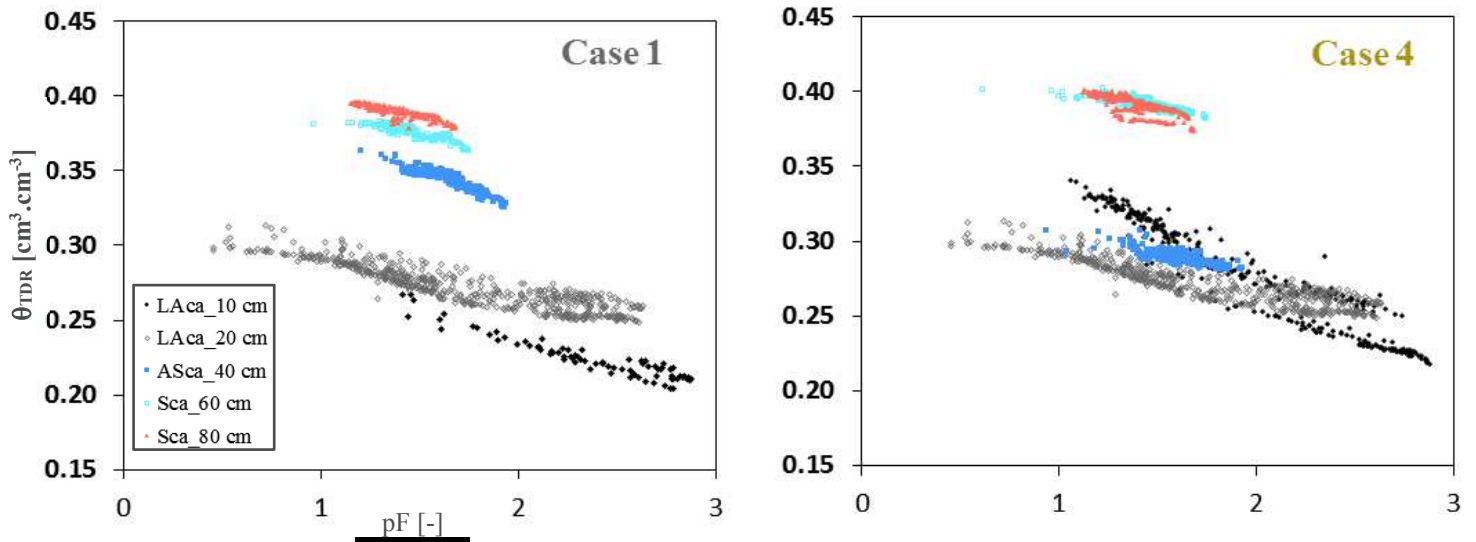 Case 1
0.45
0.40
0.35
0.30
0.25
0.20
0.15
θTDR [cm³.cm⁻³]
LAca_10 cm
LAca_20 cm
ASca_40 cm
Sca_60 cm
Sca_80 cm
0 1 2 3
pF [-]
Case 4
0.45
0.40
0.35
0.30
0.25
0.20
0.15
0 1 2 3